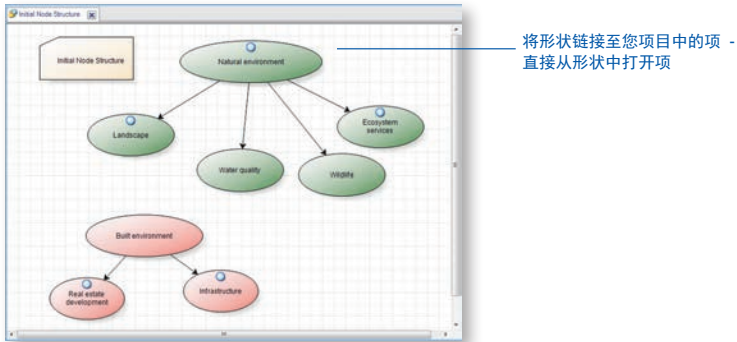 Initial Node Structure
将形状链接至您项目中的项 -
直接从形状中打开项
Initial Node Structure
Natural environment
Landscape
Ecosystem
services
Water quality
Wildlife
Built environment
Real estate
development
Infrastructure